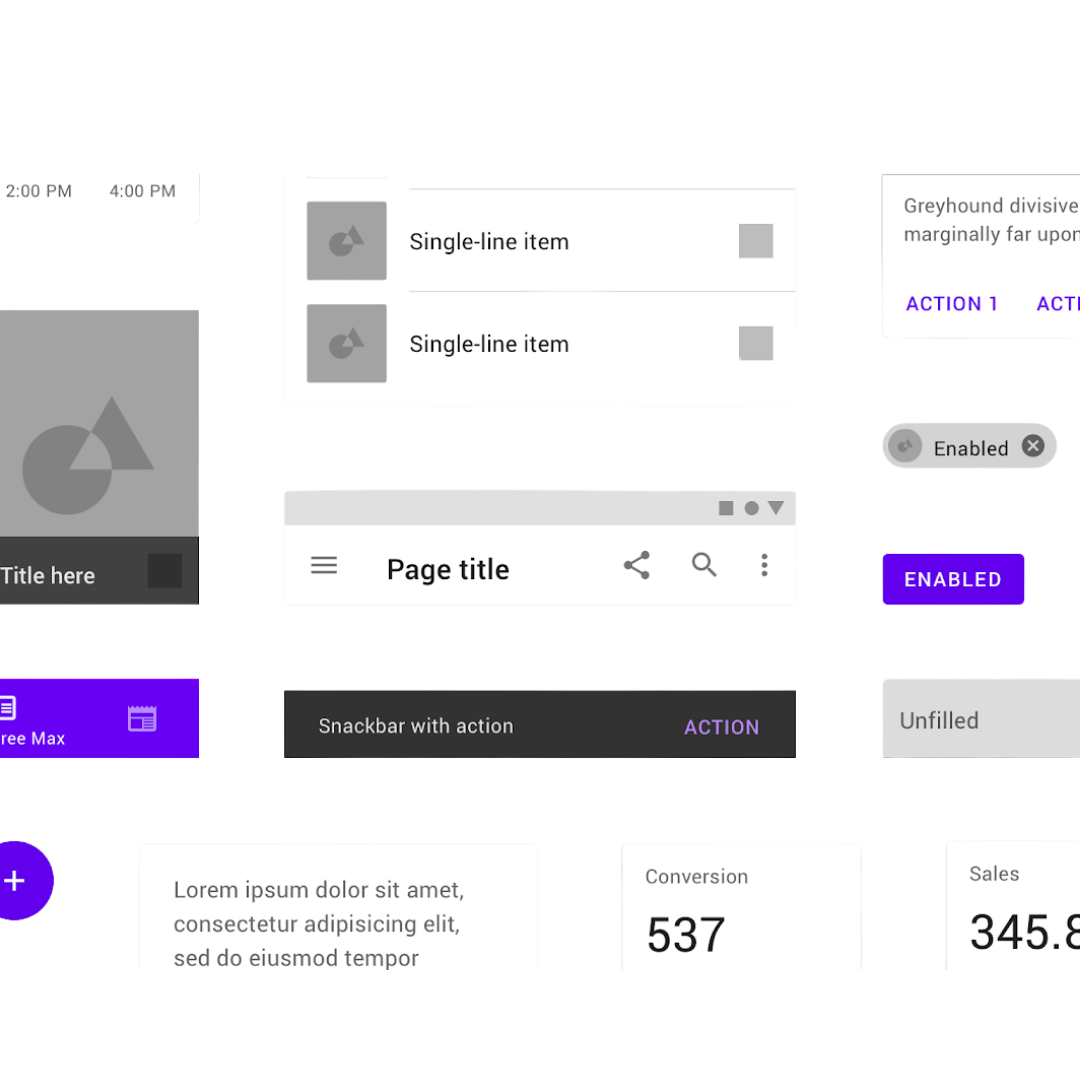 2:00 PM 4:00 PM
Single-line item
Single-line item
Greyhound divisive
marginally far upon
ACTION 1
Enabled
Page title
ENABLED
Title here
Snackbar with action ACTION
Unfilled
Max
+
Lorem ipsum dolor sit amet,
consectetur adipisicing elit,
sed do eiusmod tempor
Conversion
537
Sales
345.8